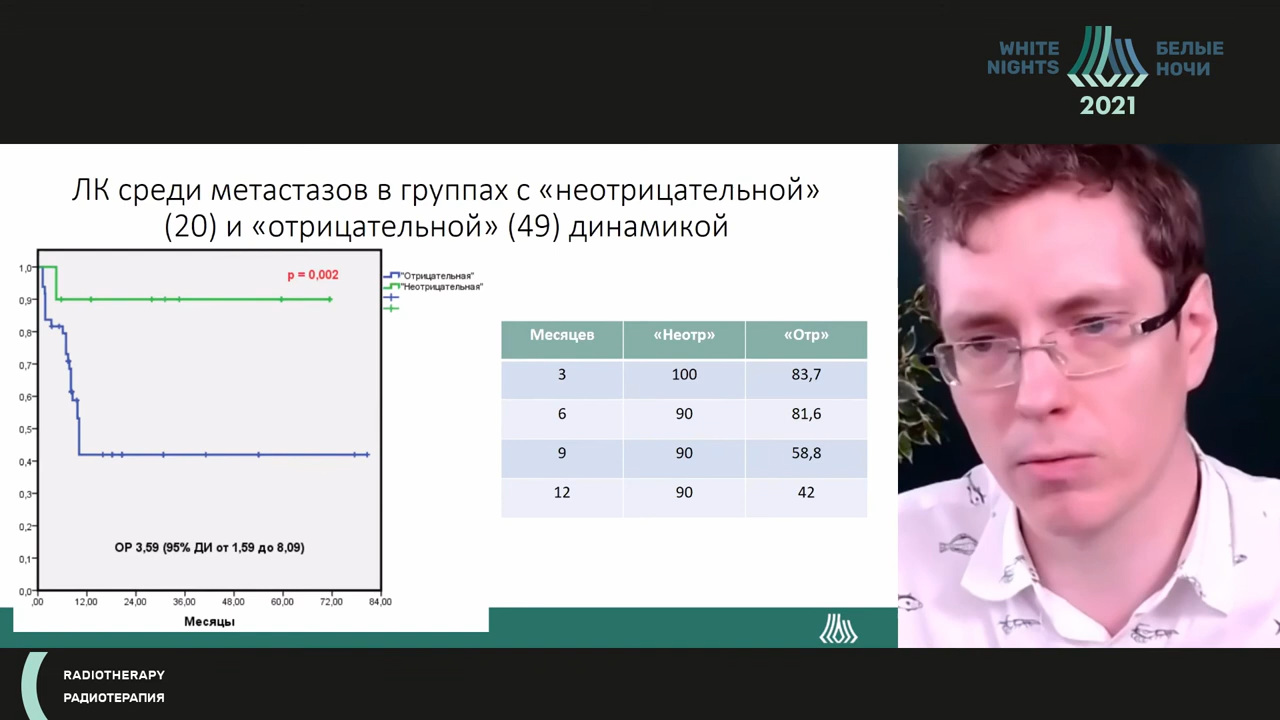 WHITE
NIGHTS
БЕЛЫЕ
НОЧИ
2021
ЛК среди метастазов в группах с «неотрицательной»
(20) и «отрицательной» (49) динамикой
p = 0,002
"Отрицательная"
"Неотрицательная"
1,0
0,9
0,8
0,7
0,6
0,5
0,4
0,3
0,2
0,1
0,0
ОР 3,59 (95% ДИ от 1,59 до 8,09)
,00 12,00 24,00 36,00 48,00 60,00 72,00 84,00
Месяцы
Месяцев «Неотр» «Отр»
3 100 83,7
6 90 81,6
9 90 58,8
12 90 42
RADIOTHERAPY
РАДИОТЕРАПИЯ